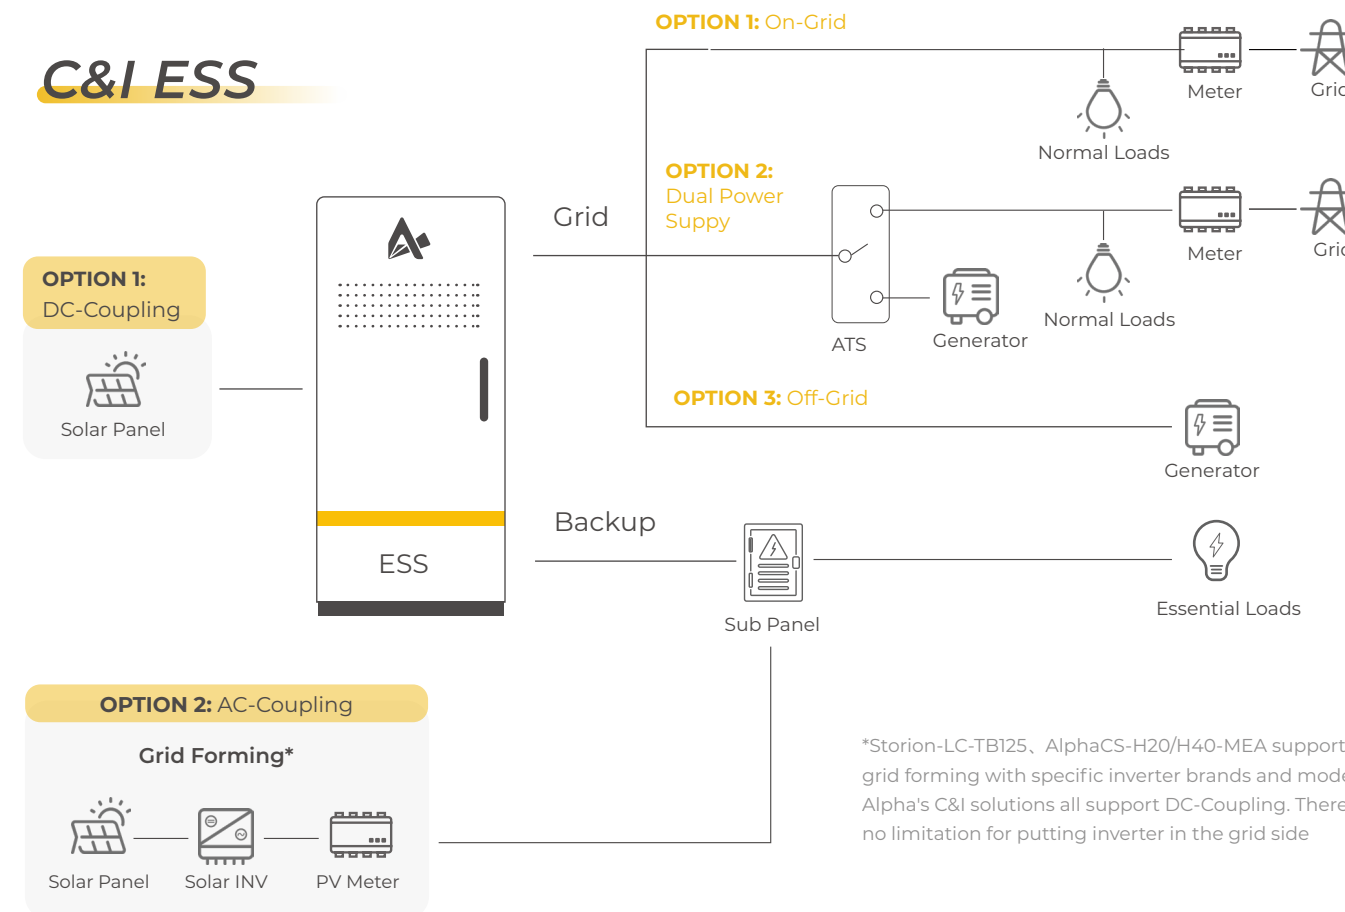 C&I ESS
OPTION 1: On-Grid
Meter
Normal Loads
OPTION 2:
Dual Power
Suppy
Grid
Meter
Normal Loads
ATS
Generator
OPTION 1:
DC-Coupling
Solar Panel
OPTION 3: Off-Grid
Generator
Backup
ESS
Sub Panel
Essential Loads
OPTION 2: AC-Coupling
Grid Forming*
Solar Panel
Solar INV
PV Meter
*Storion-LC-TB125、AlphaCS-H20/H40-MEA support
grid forming with specific inverter brands and
Alpha's C&I solutions all support DC-Coupling.
no limitation for putting inverter in the grid side